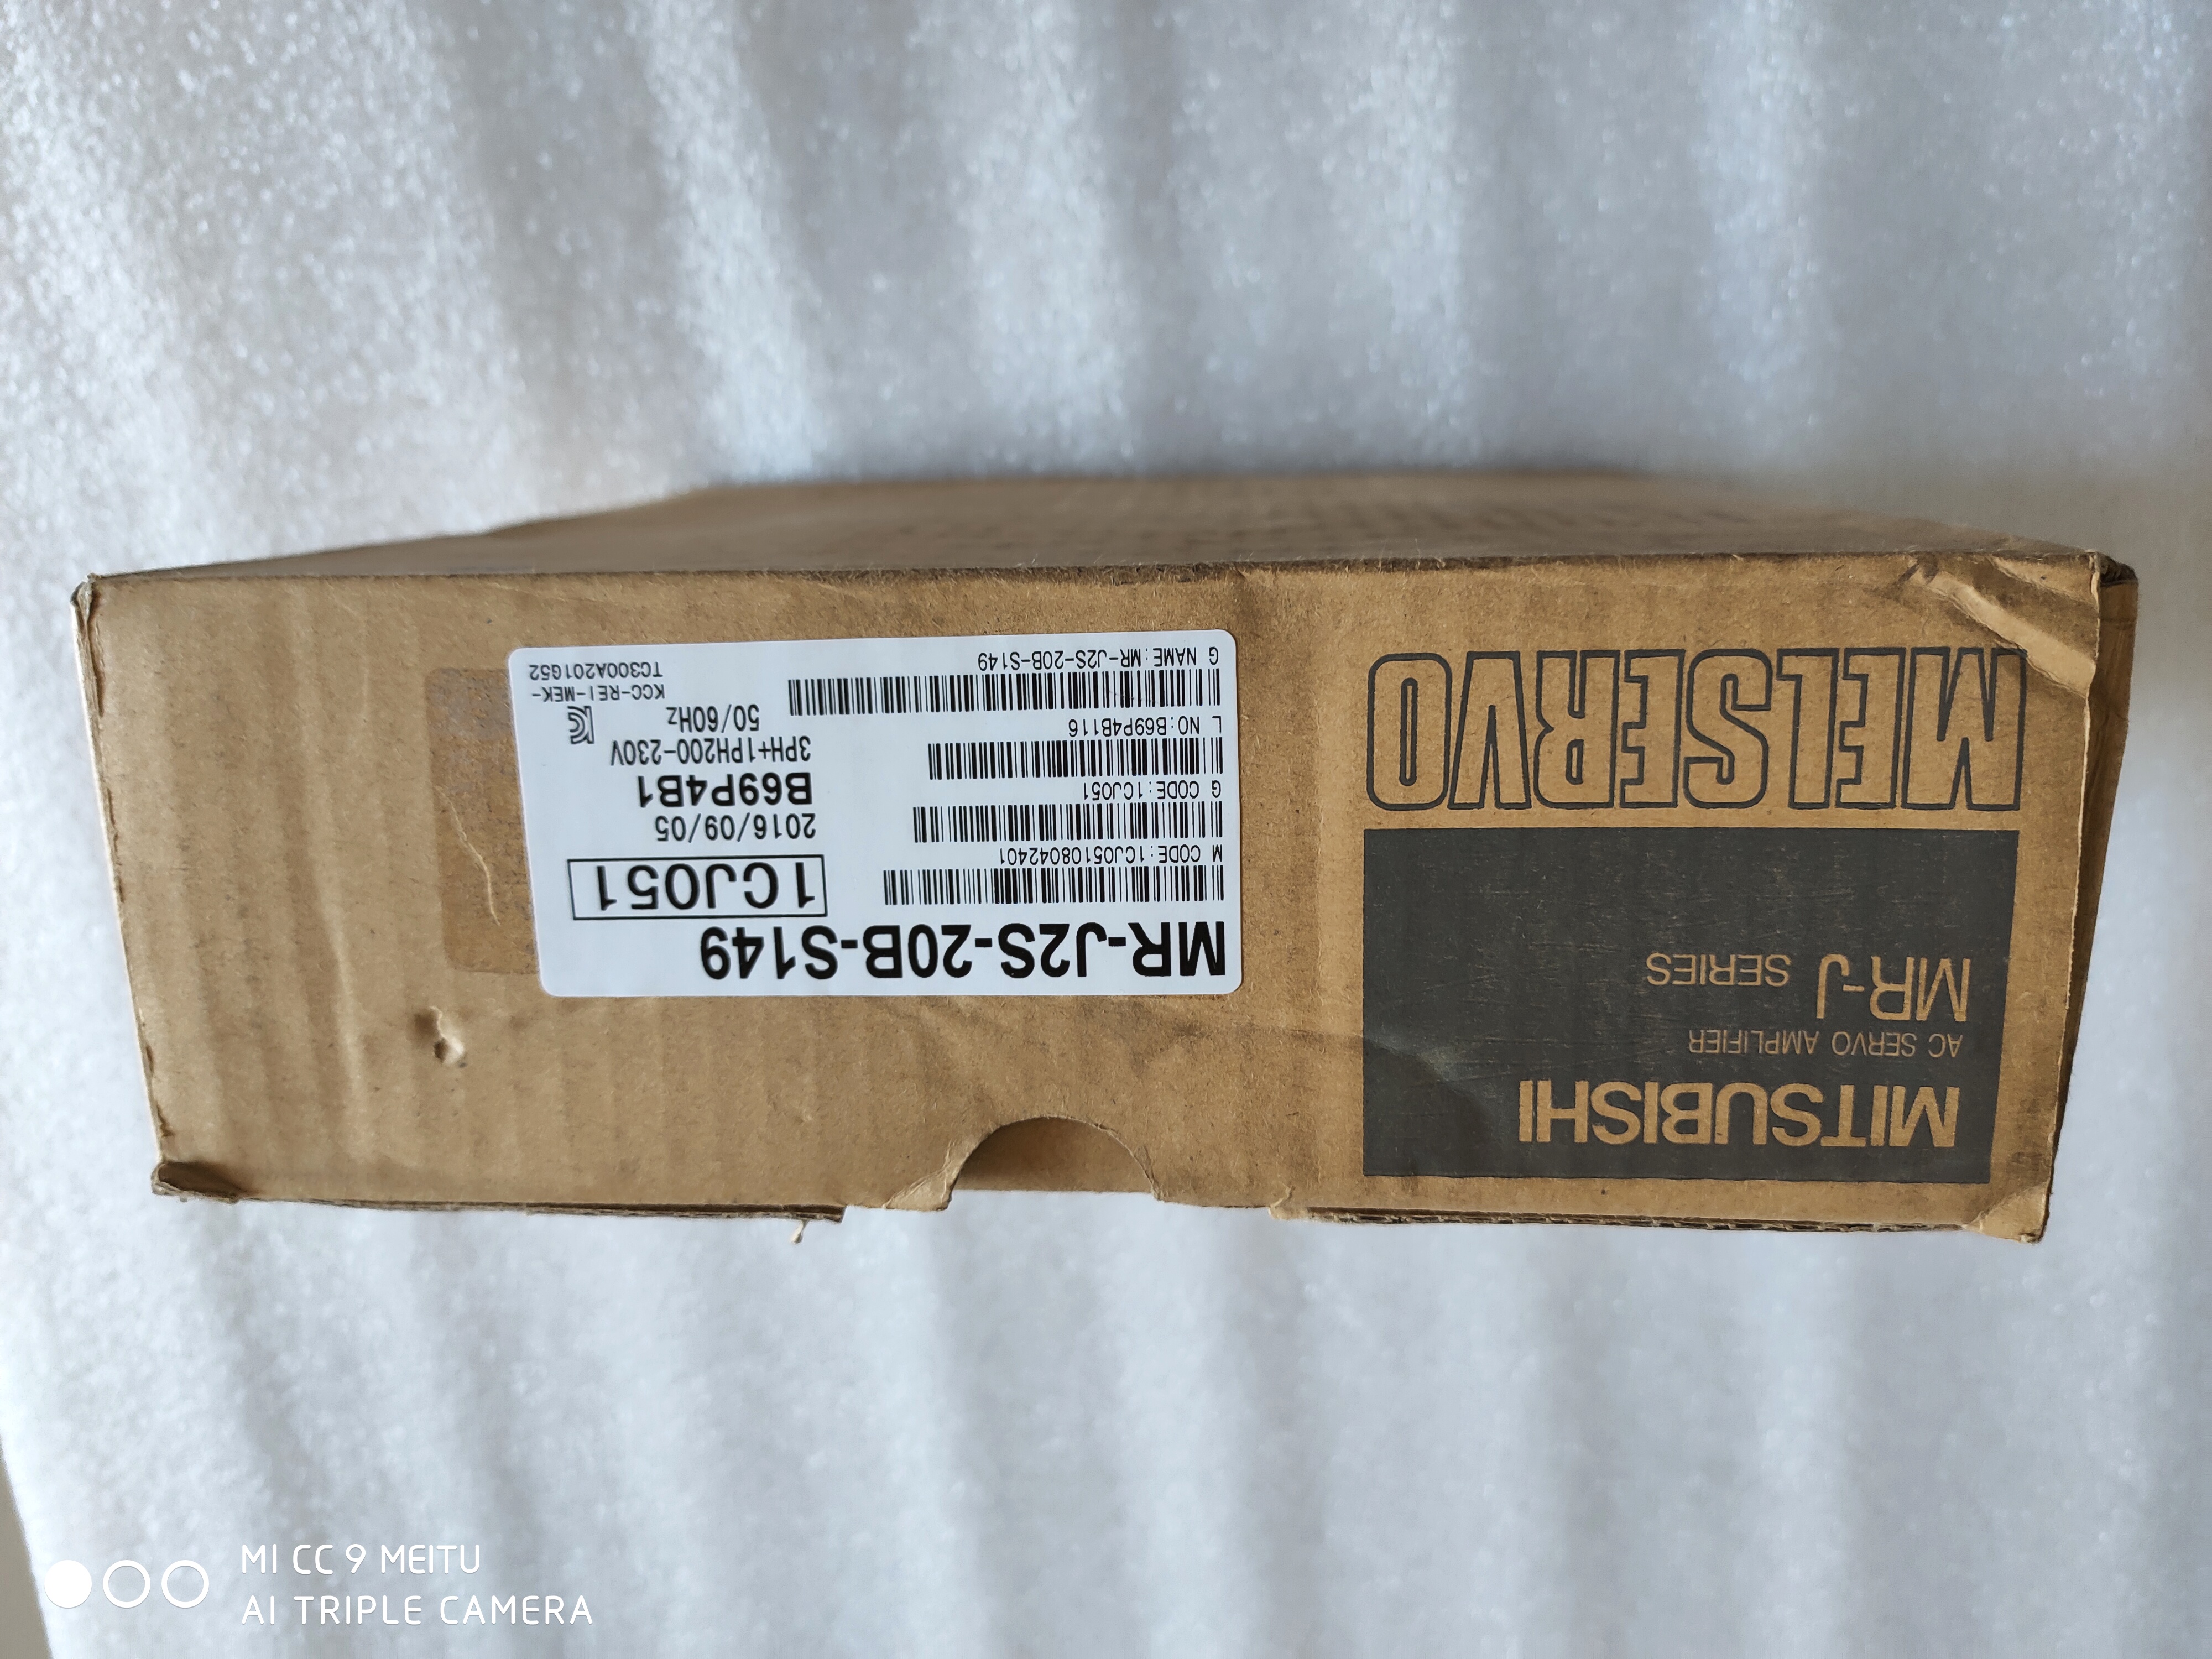 MITSUBISHI
AC SERVO AMPLIFIER
MR-J SERIES
MELSERVO
MR-J2S-20B-S149
M CODE:1CJ05108042401
G CODE:1CJ051
L NO:B69P4B116
G NAME:MR-J2S-20B-S149
1CJ051
2016/09/05
B69P4B1
3PH+1PH200-230V
50/60Hz
KCC-REI-MEK-
TC300A201G52
MI CC 9 MEITU
AI TRIPLE CAMERA